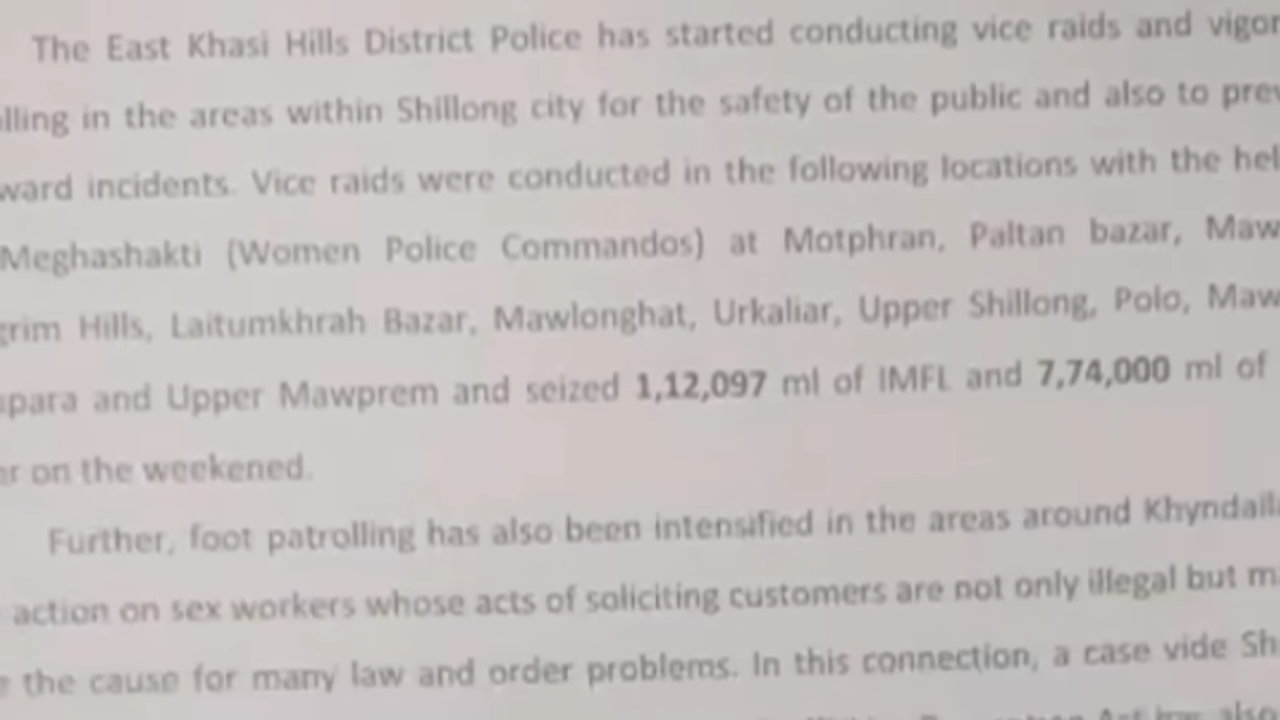 The East Khasi Hills District Police has started conducting vice raids and vigor
lling in the areas within Shillong city for the safety of the public and also to prev
ward incidents. Vice raids were conducted in the following locations with the hel
Meghashakti (Women Police Commandos) at Motphran, Paltan bazar, Maw
grim Hills, Laitumkhrah Bazar, Mawlonghat, Urkaliar, Upper Shillong, Polo, Maw
para and Upper Mawprem and seized 1,12,097 ml of IMFL and 7,74,000 ml of
er on the weekened.
Further, foot patrolling has also been intensified in the areas around Khyndail
action on sex workers whose acts of soliciting customers are not only illegal but m
e the cause for many law and order problems. In this connection, a case vide Sh
Act has also